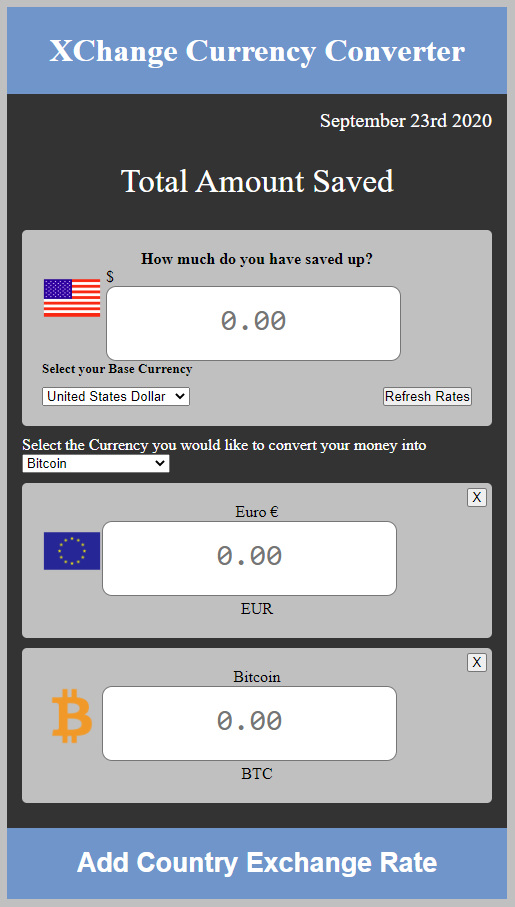 XChange Currency Converter
September 23rd 2020
Total Amount Saved
How much do you have saved up?
$
0.00
Select your Base Currency
United States Dollar
Refresh Rates
Select the Currency you would like to convert your money into
Bitcoin
X
Euro €
0.00
EUR
X
Bitcoin
0.00
BTC
Add Country Exchange Rate